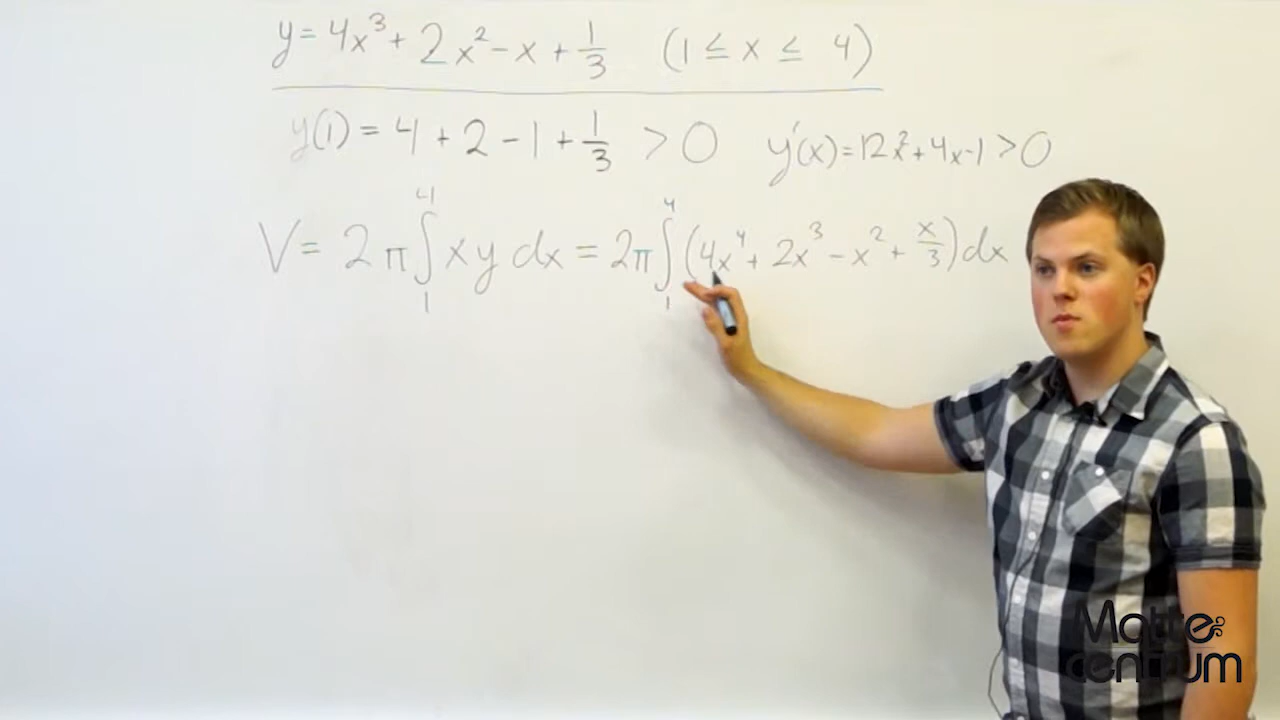 y = 4x³ + 2x² - x + 1/3 (1 ≤ x ≤ 4)
y(1) = 4 + 2 - 1 + 1/3 > 0 y'(x) = 12x² + 4x - 1 > 0
V = 2π ∫₁⁴ x y dx = 2π ∫₁⁴ (4x⁴ + 2x³ - x² + x/3) dx
Matte
centrum